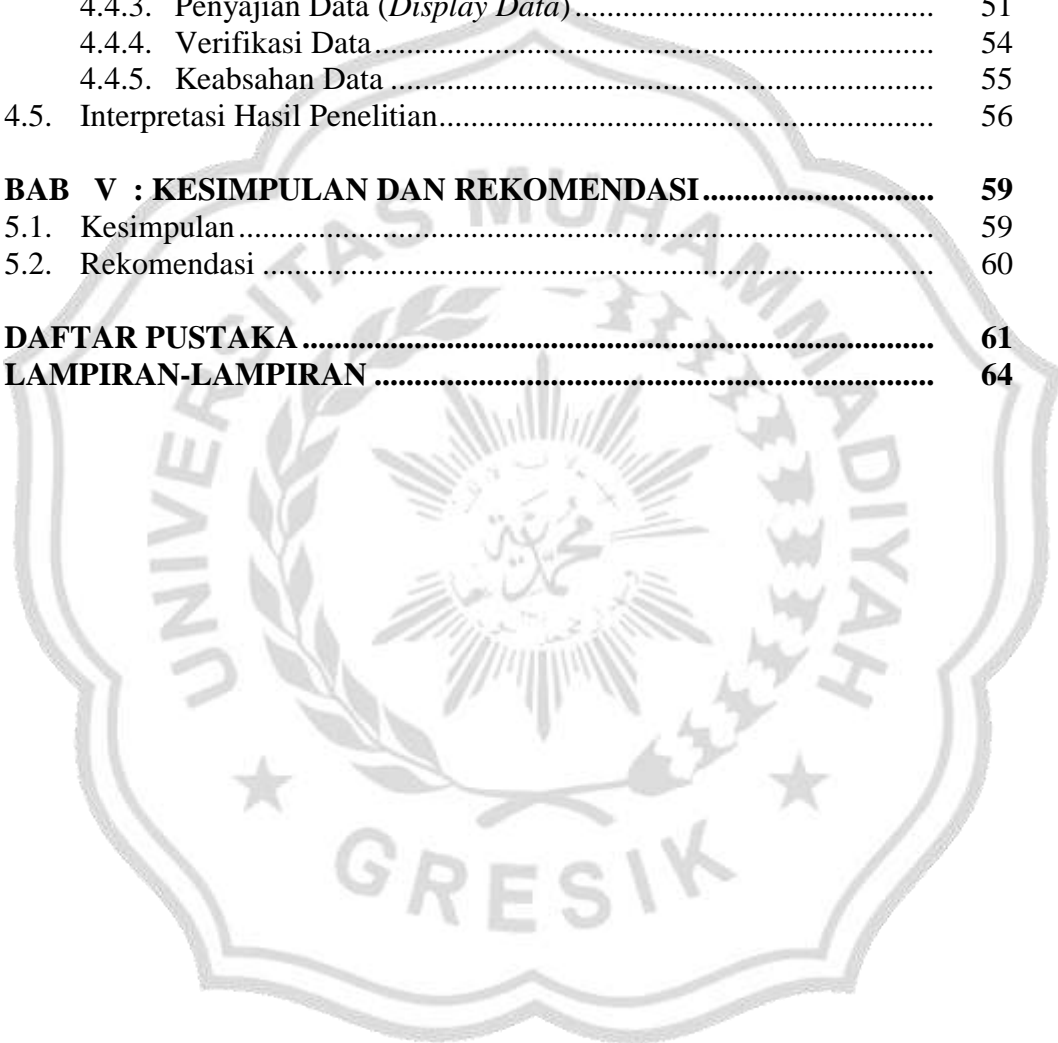 4.4.3. Penyajian Data (Display Data)........................................ 51
4.4.4. Verifikasi Data................................................................ 54
4.4.5. Keabsahan Data.............................................................. 55
4.5. Interpretasi Hasil Penelitian.......................................................... 56
BAB V : KESIMPULAN DAN REKOMENDASI............................ 59
5.1. Kesimpulan.................................................................................. 59
5.2. Rekomendasi............................................................................... 60
DAFTAR PUSTAKA........................................................................... 61
LAMPIRAN-LAMPIRAN................................................................... 64
UNIVERSITAS MUHAMMADIYAH
محمد
GRESIK